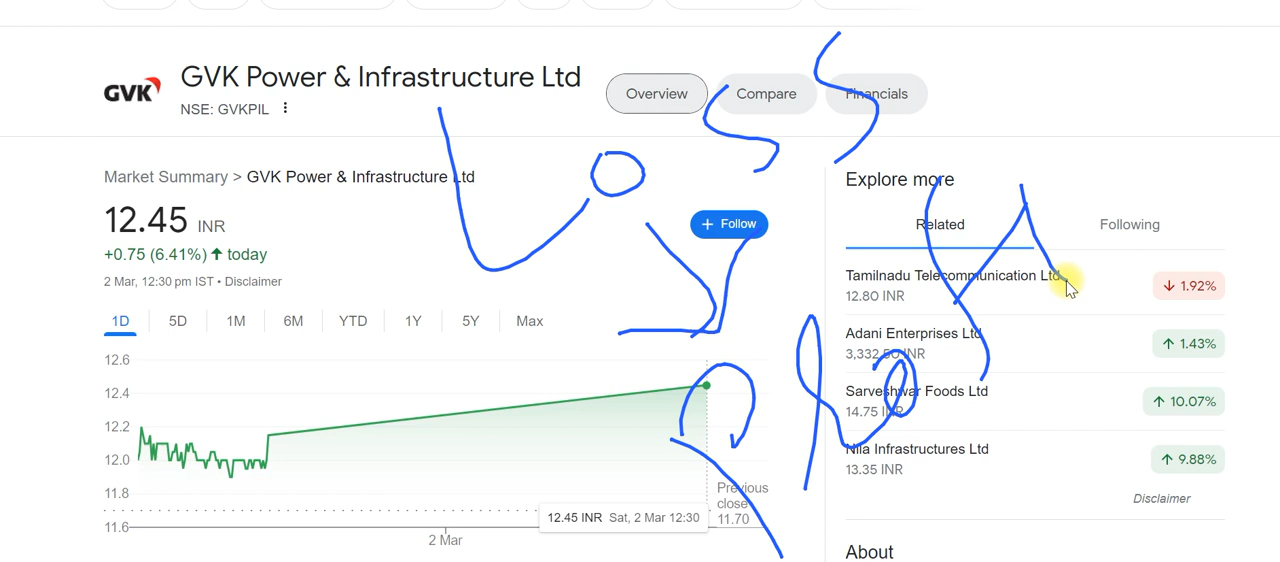 GVK
GVK Power & Infrastructure Ltd
NSE: GVKPIL
Overview
Compare
Financials
Market Summary > GVK Power & Infrastructure Ltd
12.45 INR
+0.75 (6.41%) today
2 Mar, 12:30 pm IST • Disclaimer
+ Follow
1D 5D 1M 6M YTD 1Y 5Y Max
12.6
12.4
12.2
12.0
11.8
11.6
2 Mar
12.45 INR Sat, 2 Mar 12:30
Previous
close
11.70
Explore more
Related
Following
Tamilnadu Telecommunication Ltd
12.80 INR
1.92%
Adani Enterprises Ltd
3,332.50 INR
1.43%
Sarveshwar Foods Ltd
14.75 INR
10.07%
Nila Infrastructures Ltd
13.35 INR
9.88%
Disclaimer
About